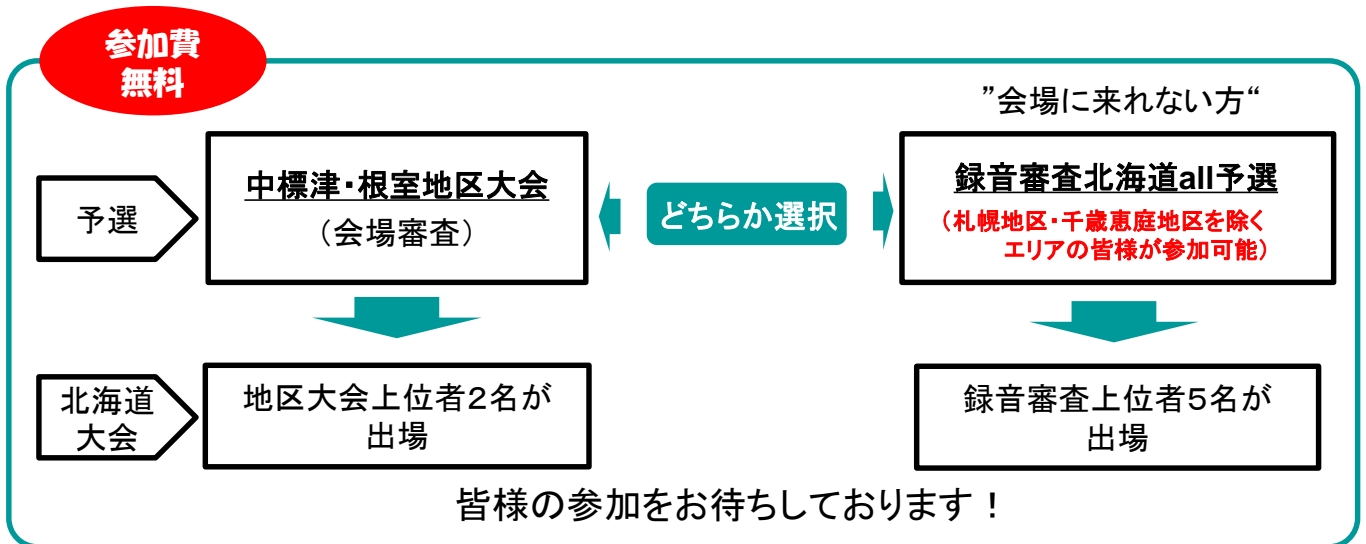 参加費
無料
”会場に来れない方“
予選
中標津・根室地区大会
（会場審査）
どちらか選択
録音審査北海道all予選
（札幌地区・千歳恵庭地区を除く
エリアの皆様が参加可能）
北海道
大会
地区大会上位者２名が
出場
録音審査上位者５名が
出場
皆様の参加をお待ちしております！